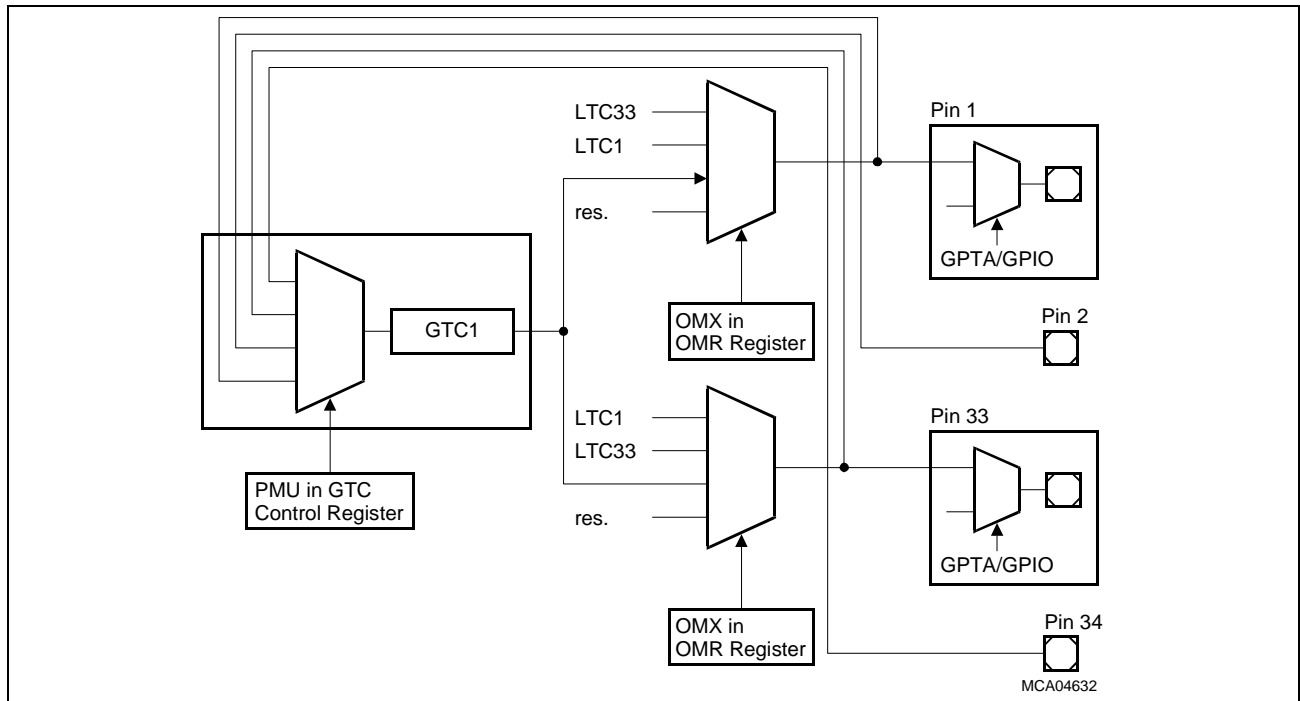 LTC33
LTC1
res.
Pin 1
GPTA/GPIO
GTC1
OMX in
OMR Register
Pin 2
LTC1
LTC33
res.
Pin 33
GPTA/GPIO
PMU in GTC
Control Register
OMX in
OMR Register
Pin 34
MCA04632